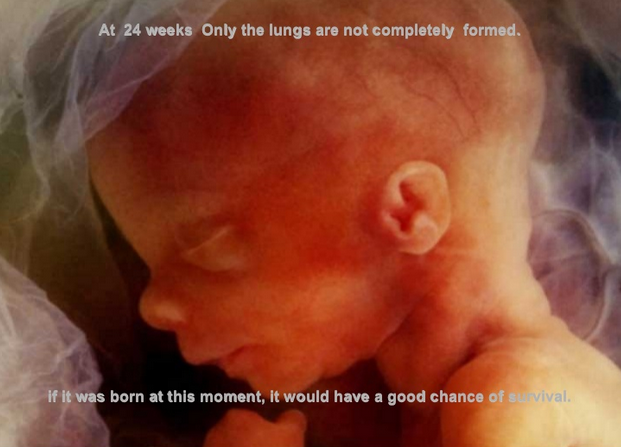 At 24 weeks Only the lungs are not completely formed.
if it was born at this moment, it would have a good chance of survival.